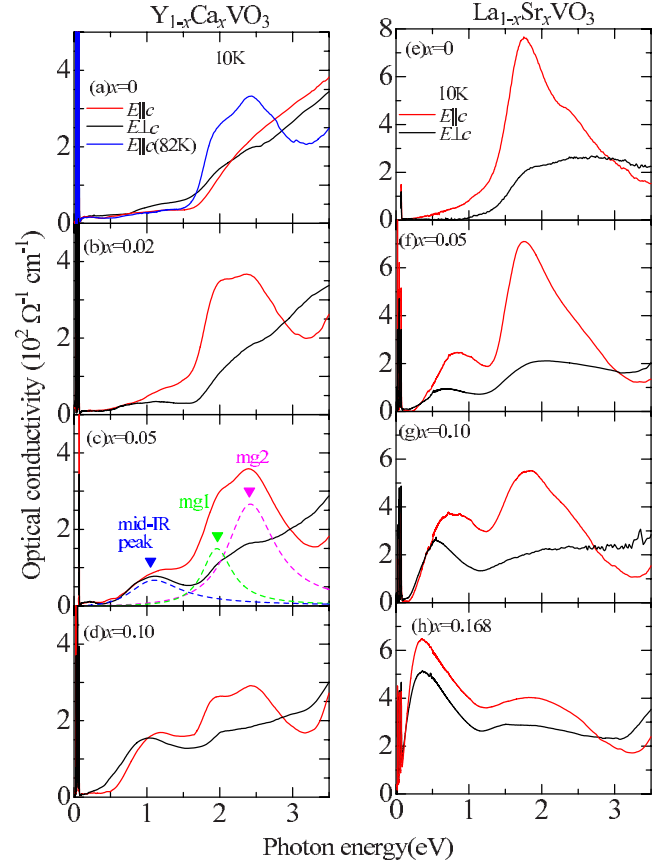 Y1-xCaxVO3
La1-xSrxVO3
Optical conductivity (10² Ω⁻¹ cm⁻¹)
10K
(a)x=0
E∥c
E⊥c
E∥c(82K)
4
2
0
(b)x=0.02
4
2
0
(c)x=0.05
mg2
mg1
mid-IR
peak
4
2
0
(d)x=0.10
4
2
0
0 1 2 3
(e)x=0
10K
E∥c
E⊥c
8
6
4
2
0
(f)x=0.05
6
4
2
0
(g)x=0.10
6
4
2
0
(h)x=0.168
6
4
2
0
0 1 2 3
Photon energy(eV)